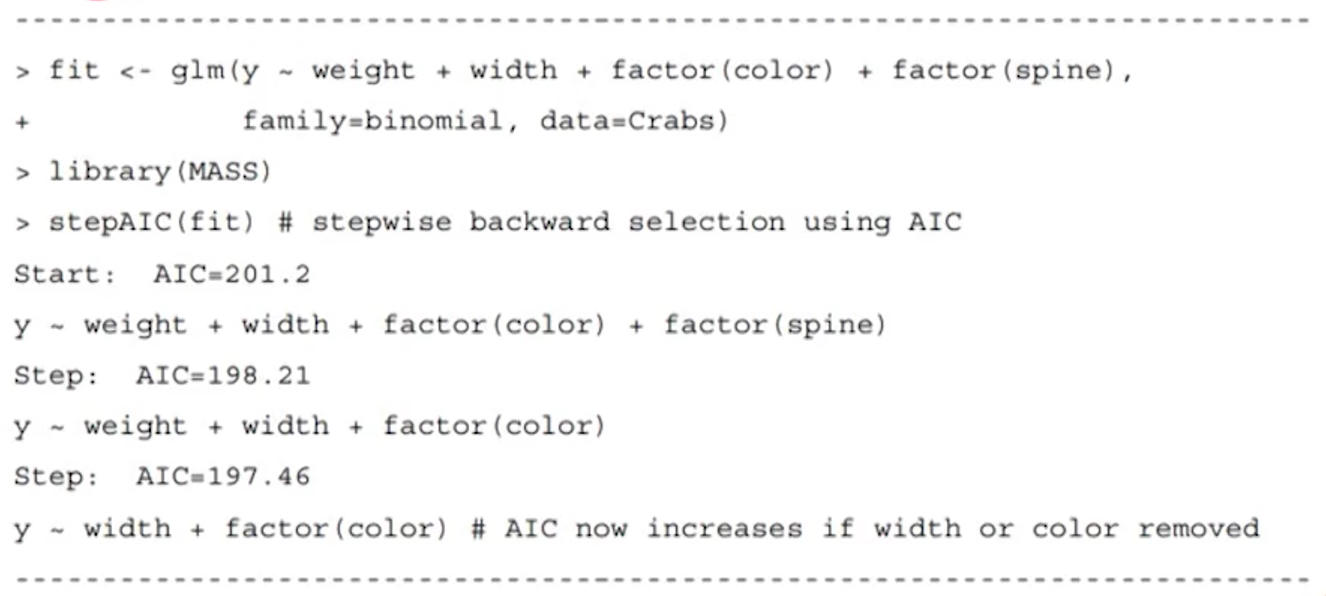 > fit <- glm(y ~ weight + width + factor(color) + factor(spine),
+            family=binomial, data=Crabs)
> library(MASS)
> stepAIC(fit) # stepwise backward selection using AIC
Start:  AIC=201.2
y ~ weight + width + factor(color) + factor(spine)
Step:  AIC=198.21
y ~ weight + width + factor(color)
Step:  AIC=197.46
y ~ width + factor(color) # AIC now increases if width or color removed